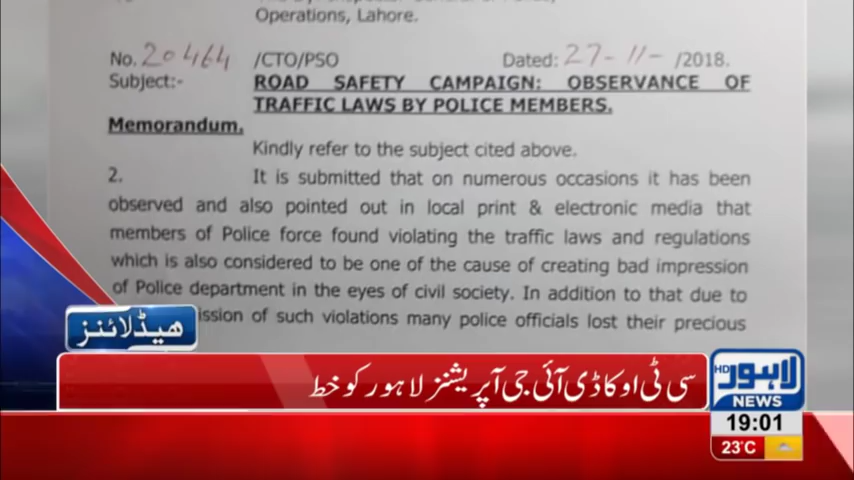 Operations, Lahore.
No. 20464 /CTO/PSO Dated: 27-11- /2018.
Subject:- ROAD SAFETY CAMPAIGN: OBSERVANCE OF
TRAFFIC LAWS BY POLICE MEMBERS.
Memorandum.
Kindly refer to the subject cited above.
2. It is submitted that on numerous occasions it has been
observed and also pointed out in local print & electronic media that
members of Police force found violating the traffic laws and regulations
which is also considered to be one of the cause of creating bad impression
of Police department in the eyes of civil society. In addition to that due to
ission of such violations many police officials lost their precious
ہیڈلائنز
سی ٹی او کا ڈی آئی جی آپریشنز لاہور کو خط
HD لاہور
NEWS
19:01
23°C